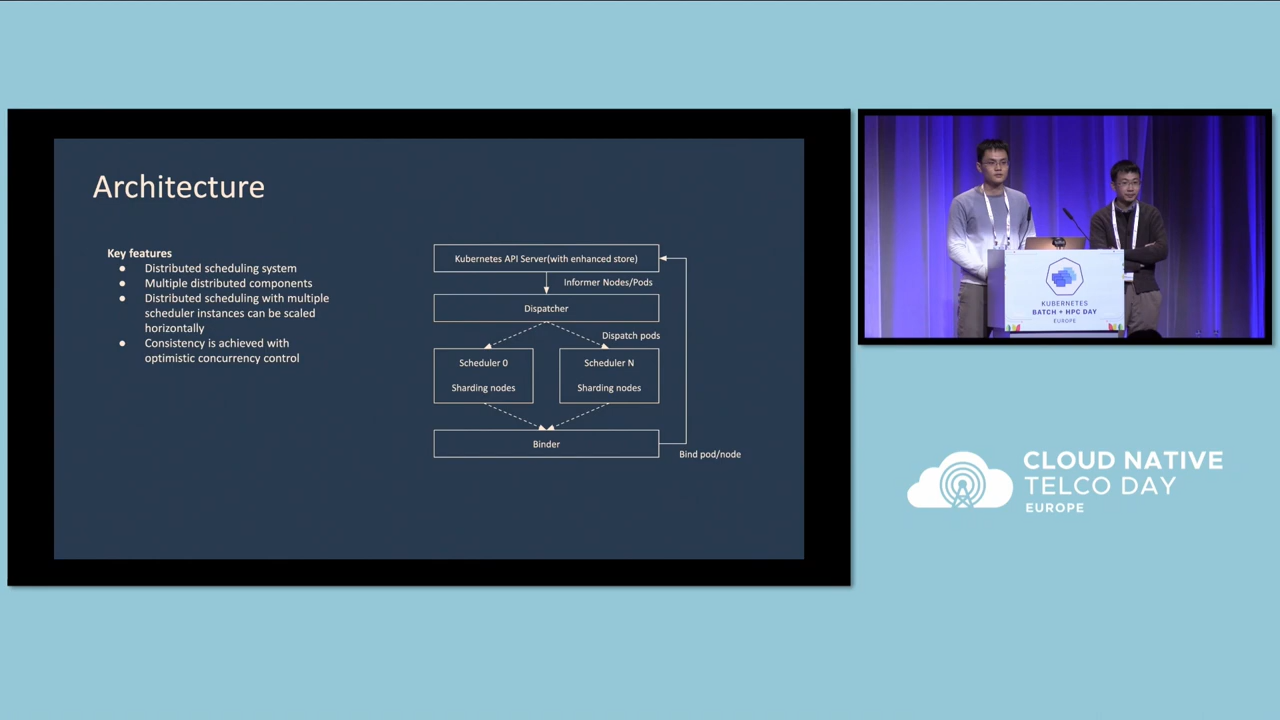 Architecture
Key features
● Distributed scheduling system
● Multiple distributed components
● Distributed scheduling with multiple
scheduler instances can be scaled
horizontally
● Consistency is achieved with
optimistic concurrency control
Kubernetes API Server(with enhanced store)
Informer Nodes/Pods
Dispatcher
Dispatch pods
Scheduler 0
Sharding nodes
Scheduler N
Sharding nodes
Binder
Bind pod/node
KUBERNETES
BATCH + HPC DAY
EUROPE
CLOUD NATIVE
TELCO DAY
EUROPE